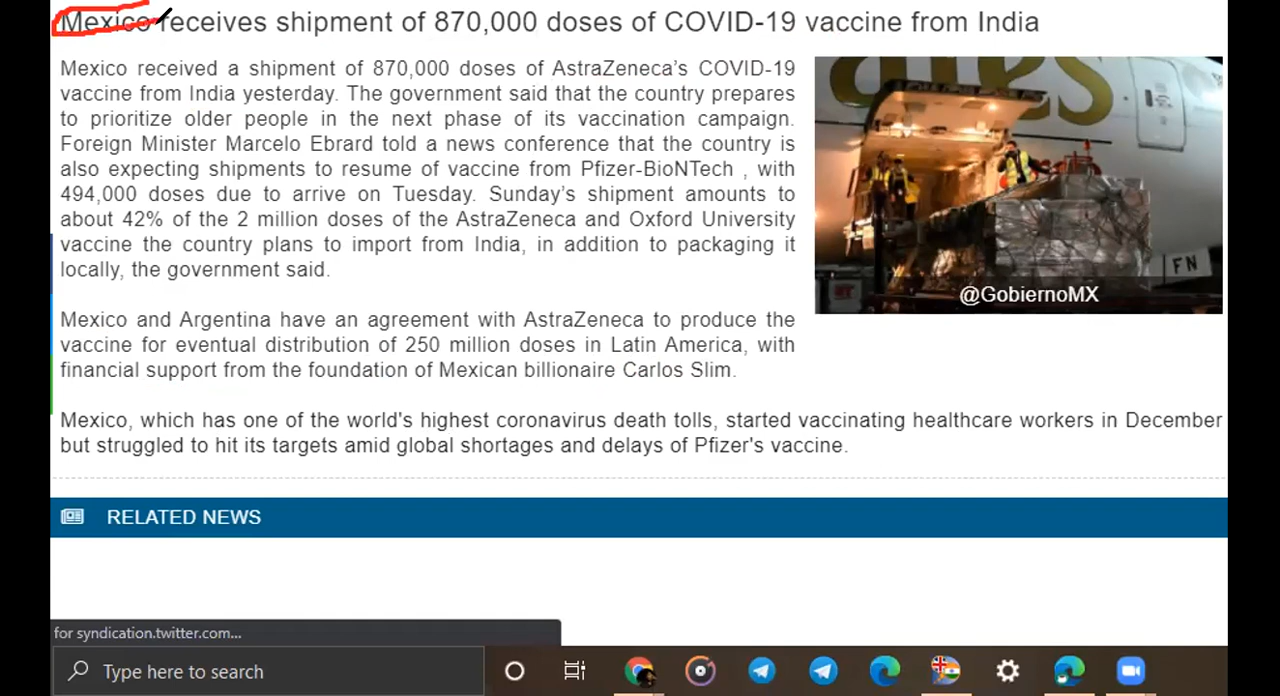 Mexico receives shipment of 870,000 doses of COVID-19 vaccine from India
Mexico received a shipment of 870,000 doses of AstraZeneca's COVID-19
vaccine from India yesterday. The government said that the country prepares
to prioritize older people in the next phase of its vaccination campaign.
Foreign Minister Marcelo Ebrard told a news conference that the country is
also expecting shipments to resume of vaccine from Pfizer-BioNTech , with
494,000 doses due to arrive on Tuesday. Sunday's shipment amounts to
about 42% of the 2 million doses of the AstraZeneca and Oxford University
vaccine the country plans to import from India, in addition to packaging it
locally, the government said.
FN
@GobiernoMX
Mexico and Argentina have an agreement with AstraZeneca to produce the
vaccine for eventual distribution of 250 million doses in Latin America, with
financial support from the foundation of Mexican billionaire Carlos Slim.
Mexico, which has one of the world's highest coronavirus death tolls, started vaccinating healthcare workers in December
but struggled to hit its targets amid global shortages and delays of Pfizer's vaccine.
RELATED NEWS
for syndication.twitter.com...
Type here to search